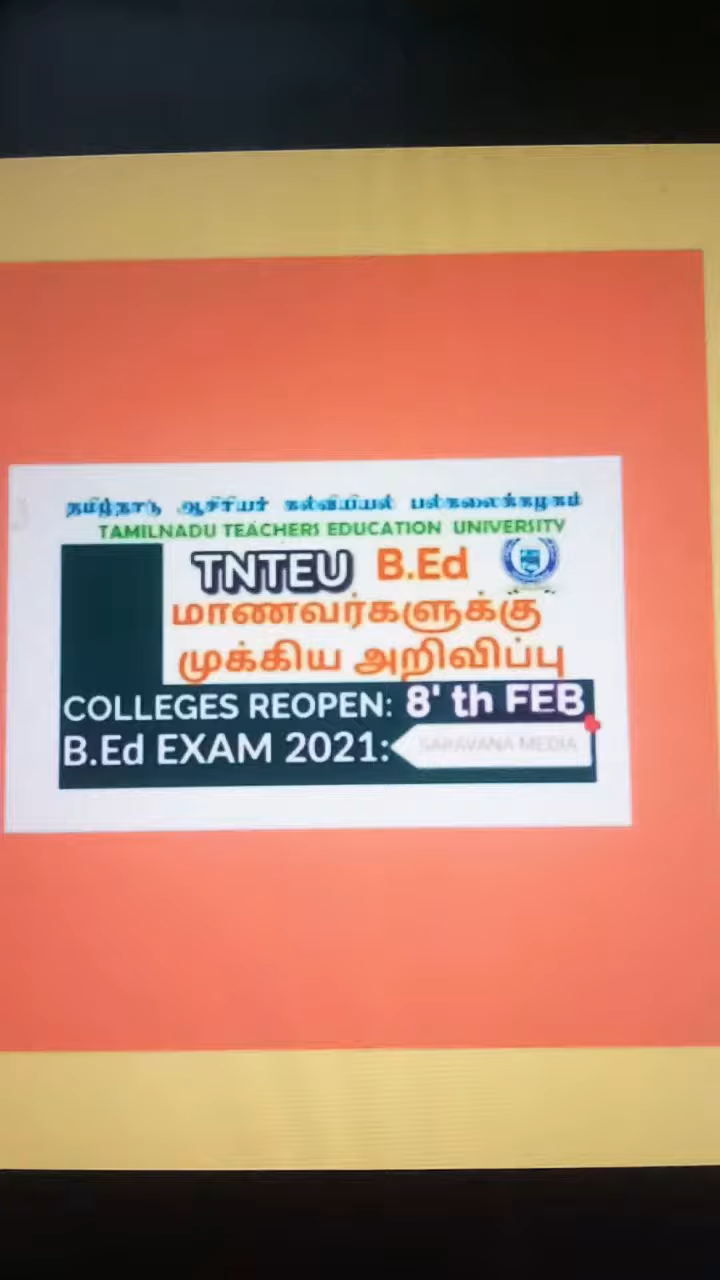 தமிழ்நாடு ஆசிரியர் கல்வியியல் பல்கலைக்கழகம்
TAMILNADU TEACHERS EDUCATION UNIVERSITY
TNTEU B.Ed
மாணவர்களுக்கு
முக்கிய அறிவிப்பு
COLLEGES REOPEN: 8' th FEB
B.Ed EXAM 2021: SARAVANA MEDIA